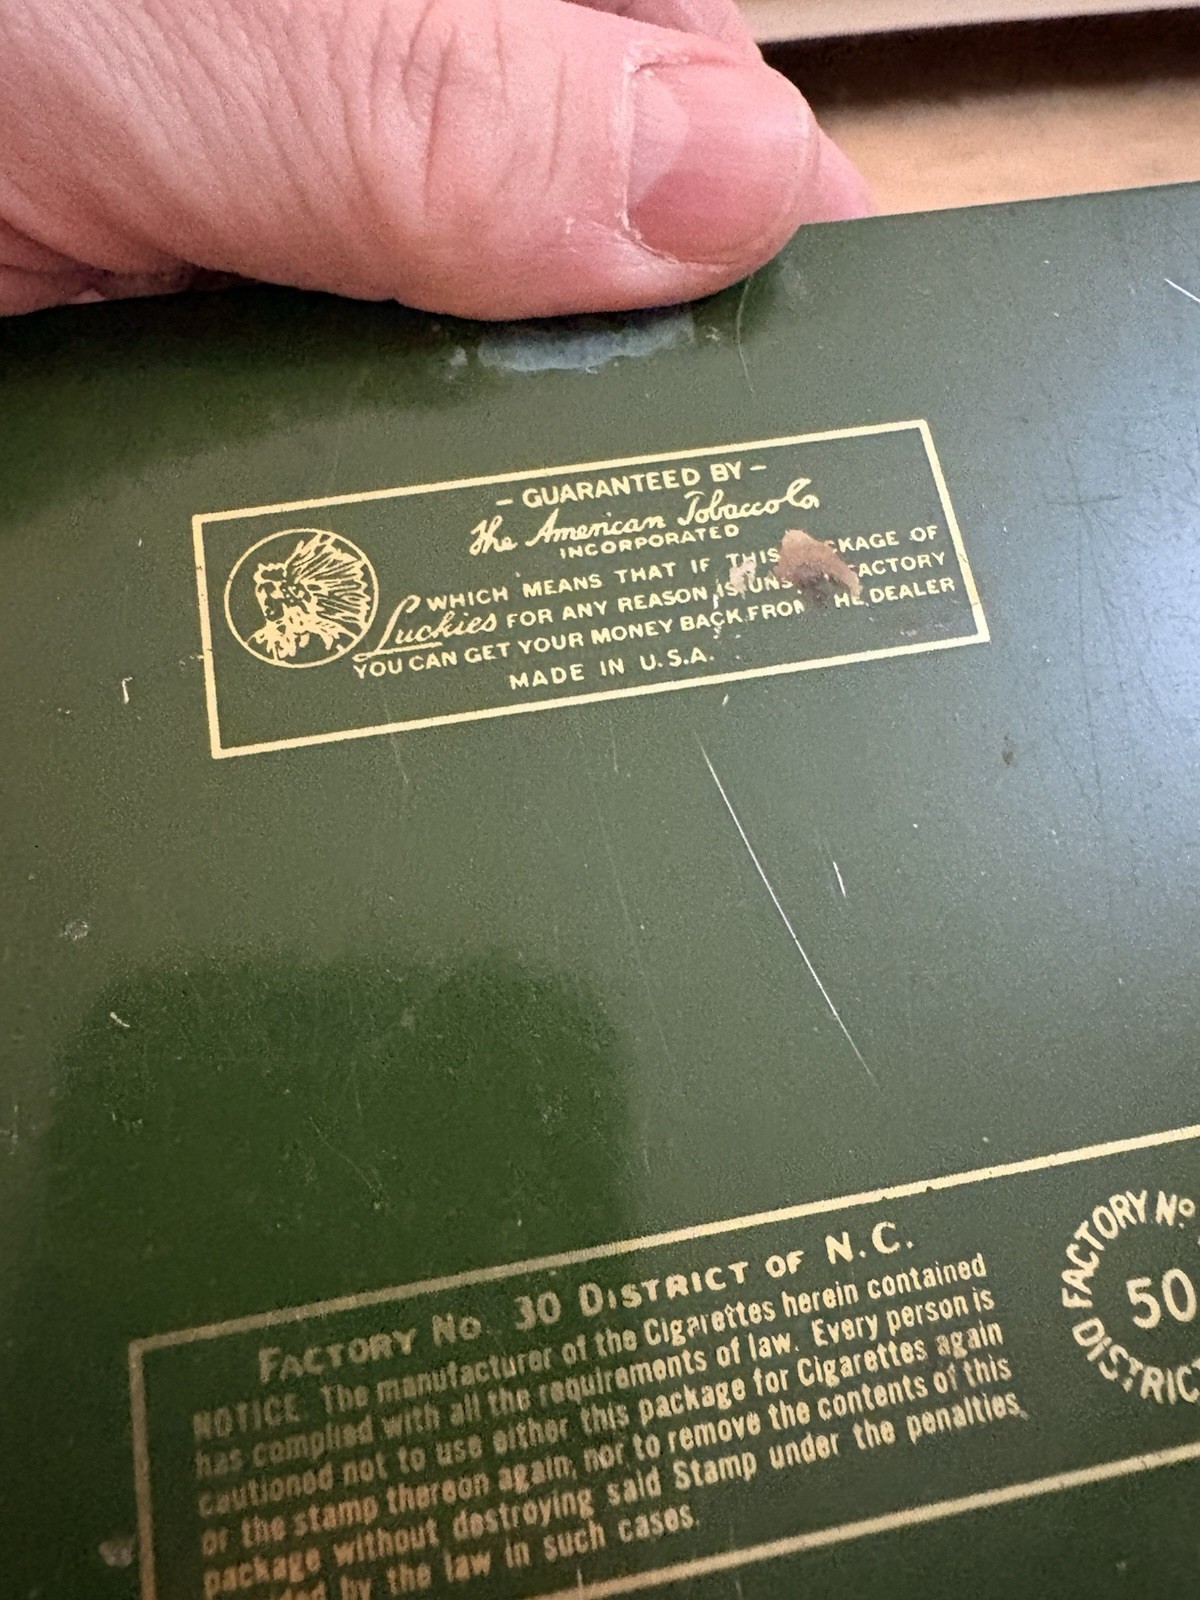 - GUARANTEED BY -
The American Tobacco Co.
INCORPORATED
WHICH MEANS THAT IF THIS OF
Luckies FOR ANY REASON IS
YOU CAN GET YOUR MONEY BACK DEALER
MADE IN U.S.A.
FACTORY No. 30 DISTRICT OF N.C.
NOTICE The manufacturer of the Cigarettes herein contained
has complied with all the requirements of law. Every person is
cautioned not to use either this package for Cigarettes again
or the stamp thereon again, nor to remove the contents of this
package without destroying said Stamp under the penalties
by the law in such cases.
FACTORY No.
50